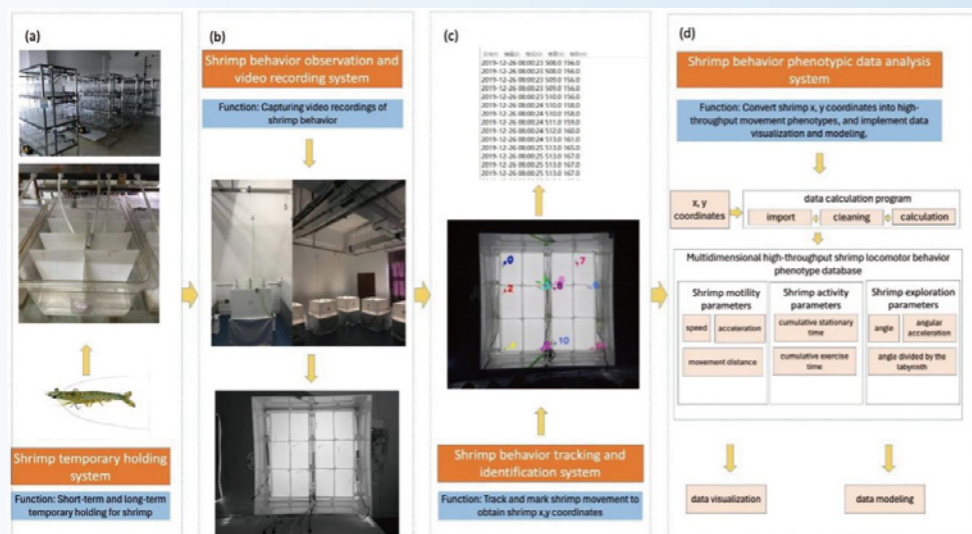 (a)
Shrimp temporary holding
system
Function: Short-term and long-term
temporary holding for shrimp
(b)
Shrimp behavior observation and
video recording system
Function: Capturing video recordings of
shrimp behavior
(c)
2019-12-26 08:00:23 508.0 156.0
2019-12-26 08:00:23 508.0 156.0
2019-12-26 08:00:23 509.0 156.0
2019-12-26 08:00:23 509.0 156.0
2019-12-26 08:00:23 510.0 156.0
2019-12-26 08:00:24 510.0 158.0
2019-12-26 08:00:24 511.0 159.0
2019-12-26 08:00:24 512.0 160.0
2019-12-26 08:00:24 513.0 161.0
2019-12-26 08:00:25 513.0 165.0
2019-12-26 08:00:25 513.0 167.0
2019-12-26 08:00:25 513.0 167.0
2019-12-26 08:00:25 513.0 167.0
0
7
2
8
10
Shrimp behavior tracking and
identification system
Function: Track and mark shrimp movement to
obtain shrimp x,y coordinates
(d)
Shrimp behavior phenotypic data analysis
system
Function: Convert shrimp x, y coordinates into high-
throughput movement phenotypes, and implement data
visualization and modeling.
x, y
coordinates
data calculation program
import
cleaning
calculation
Multidimensional high-throughput shrimp locomotor behavior
phenotype database
Shrimp motility
parameters
speed
acceleration
movement distance
Shrimp activity
parameters
cumulative stationary
time
cumulative exercise
time
Shrimp exploration
parameters
angle
angular
acceleration
angle divided by the
labyrinth
data visualization
data modeling